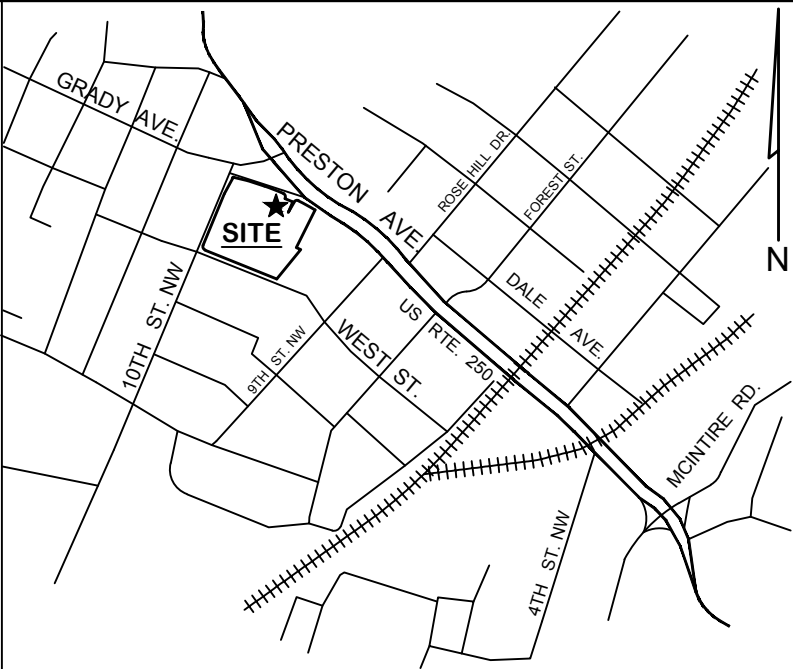 GRADY AVE.
PRESTON AVE.
ROSE HILL DR.
FOREST ST.
SITE
N
10TH ST. NW
9TH ST. NW
WEST ST.
US RTE. 250
DALE AVE.
MCINTIRE RD.
4TH ST. NW